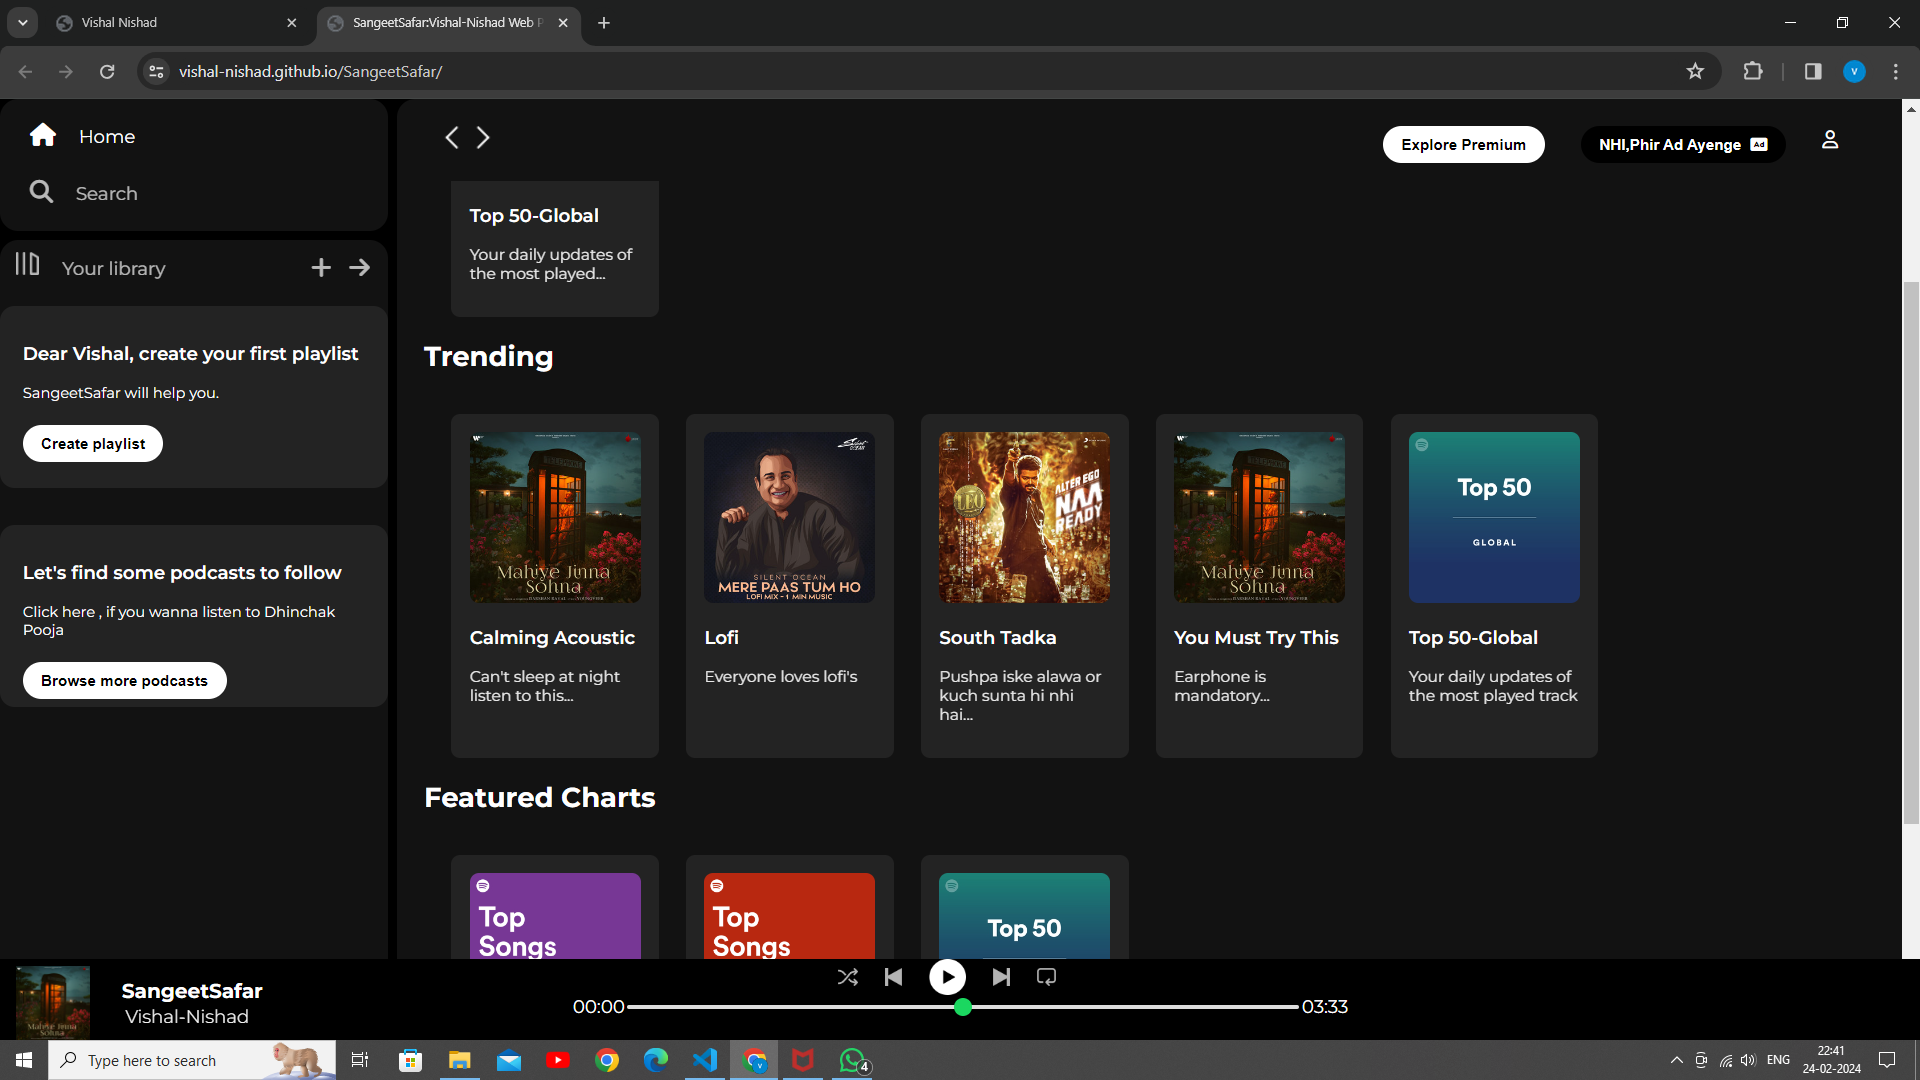 Vishal Nishad
SangeetSafar:Vishal-Nishad Web P
vishal-nishad.github.io/SangeetSafar/
V
Home
Search
Your library
Dear Vishal, create your first playlist
SangeetSafar will help you.
Create playlist
Let's find some podcasts to follow
Click here , if you wanna listen to Dhinchak
Pooja
Browse more podcasts
Explore Premium
NHI,Phir Ad Ayenge Ad
Top 50-Global
Your daily updates of
the most played...
Trending
Mahiye Jinna
Sohna
Calming Acoustic
Can't sleep at night
listen to this...
SILENT OCEAN
MERE PAAS TUM HO
LOFI MIX - 1 MIN MUSIC
Lofi
Everyone loves lofi's
LEO
ALTER EGO
NAA
READY
South Tadka
Pushpa iske alawa or
kuch sunta hi nhi
hai...
Mahiye Jinna
Sohna
You Must Try This
Earphone is
mandatory...
Top 50
GLOBAL
Top 50-Global
Your daily updates of
the most played track
Featured Charts
Top
Songs
Top
Songs
Top 50
Mahiye Jinna
Sohna
SangeetSafar
Vishal-Nishad
00:00
03:33
Type here to search
V
4
ENG
22:41
24-02-2024